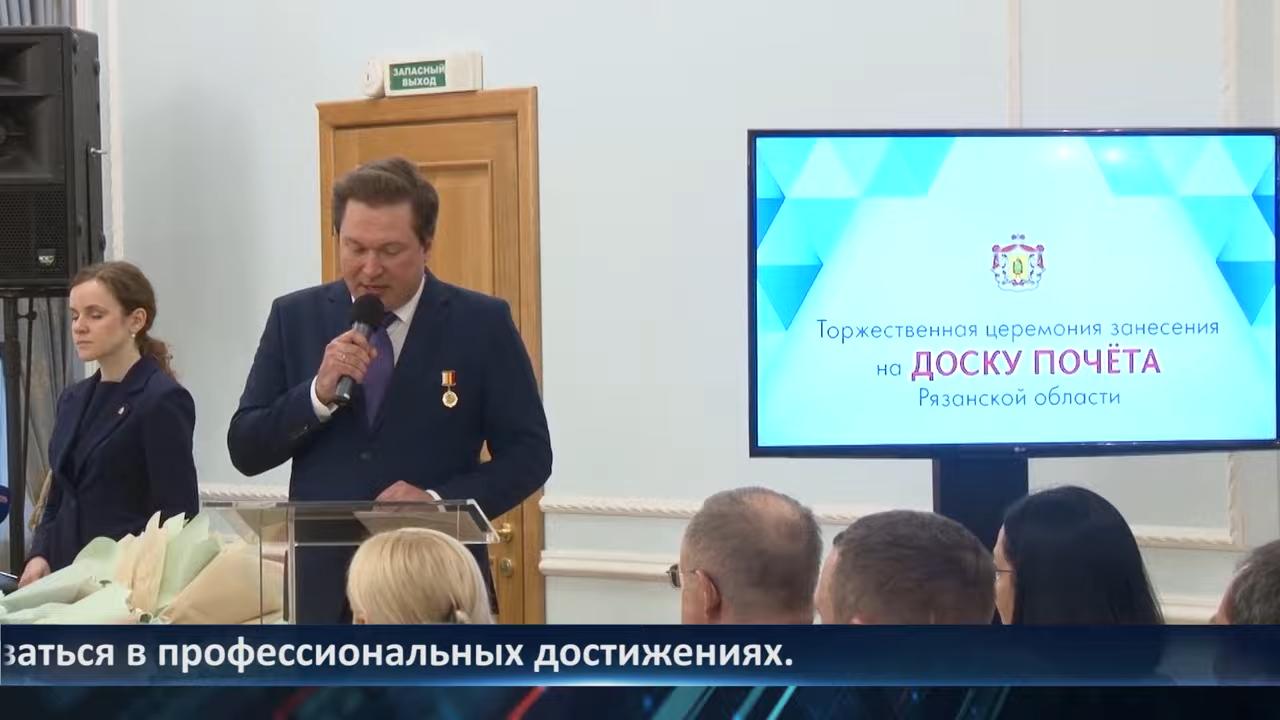 ЗАПАСНЫЙ
ВЫХОД
Торжественная церемония занесения
на ДОСКУ ПОЧЁТА
Рязанской области
ваться в профессиональных достижениях.